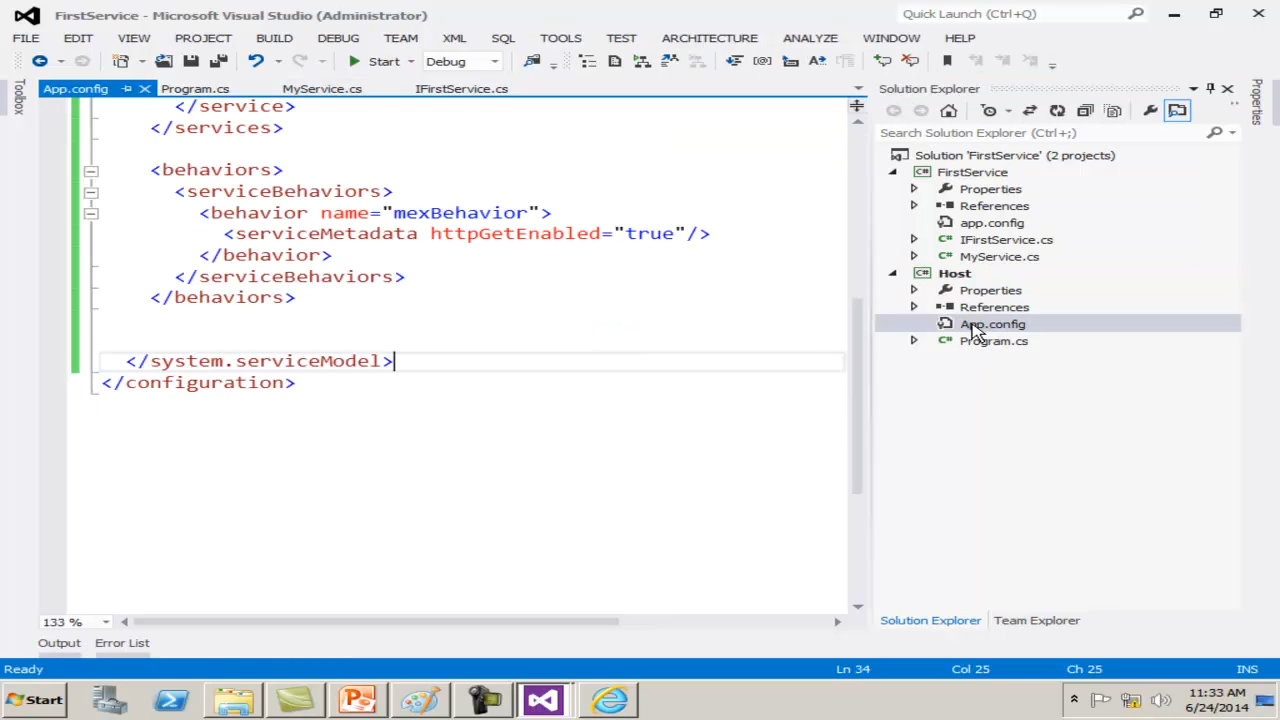 FirstService - Microsoft Visual Studio (Administrator)
Quick Launch (Ctrl+Q)
FILE EDIT VIEW PROJECT BUILD DEBUG TEAM XML SQL TOOLS TEST ARCHITECTURE ANALYZE WINDOW HELP
Start Debug
Toolbox
App.config Program.cs MyService.cs IFirstService.cs
</service>
</services>
<behaviors>
<serviceBehaviors>
<behavior name="mexBehavior">
<serviceMetadata httpGetEnabled="true"/>
</behavior>
</serviceBehaviors>
</behaviors>
</system.serviceModel>
</configuration>
133 %
Output Error List
Solution Explorer
Search Solution Explorer (Ctrl+;)
Solution 'FirstService' (2 projects)
FirstService
Properties
References
app.config
IFirstService.cs
MyService.cs
Host
Properties
References
App.config
Program.cs
Solution Explorer Team Explorer
Properties
Ready Ln 34 Col 25 Ch 25 INS
Start
11:33 AM
6/24/2014